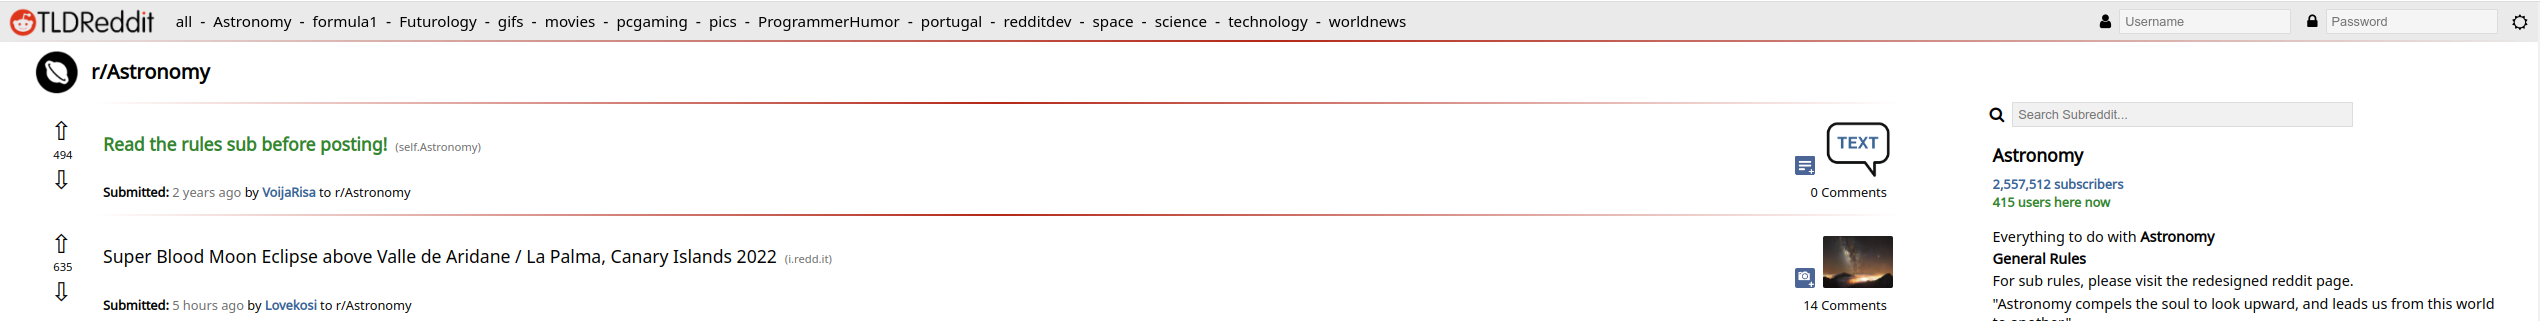 TLDReddit all - Astronomy - formula1 - Futurology - gifs - movies - pcgaming - pics - ProgrammerHumor - portugal - redditdev - space - science - technology - worldnews Username Password
r/Astronomy
494
Read the rules sub before posting! (self.Astronomy)
TEXT
Submitted: 2 years ago by VoijaRisa to r/Astronomy
0 Comments
635
Super Blood Moon Eclipse above Valle de Aridane / La Palma, Canary Islands 2022 (i.redd.it)
Submitted: 5 hours ago by Lovekosi to r/Astronomy
14 Comments
Search Subreddit...
Astronomy
2,557,512 subscribers
415 users here now
Everything to do with Astronomy
General Rules
For sub rules, please visit the redesigned reddit page.
"Astronomy compels the soul to look upward, and leads us from this world
to another"